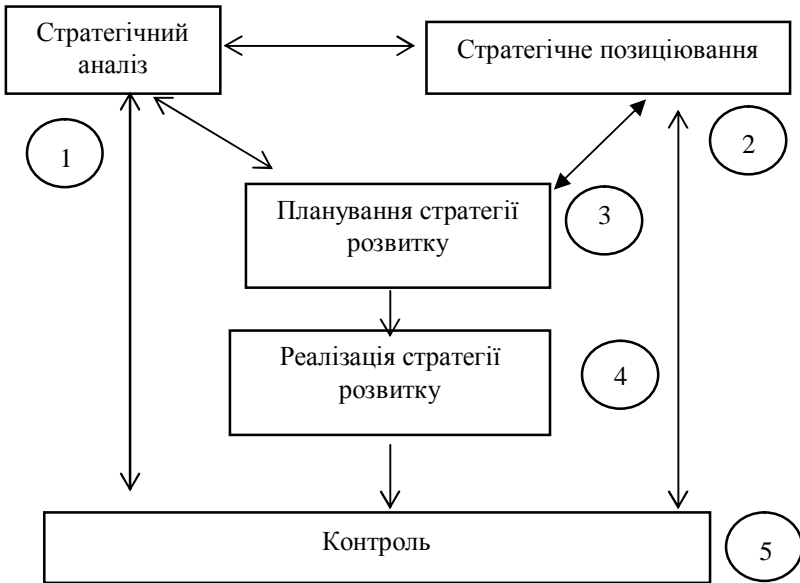 Стратегічний
аналіз
Стратегічне позиціювання
1
2
Планування стратегії
розвитку
3
Реалізація стратегії
розвитку
4
Контроль
5